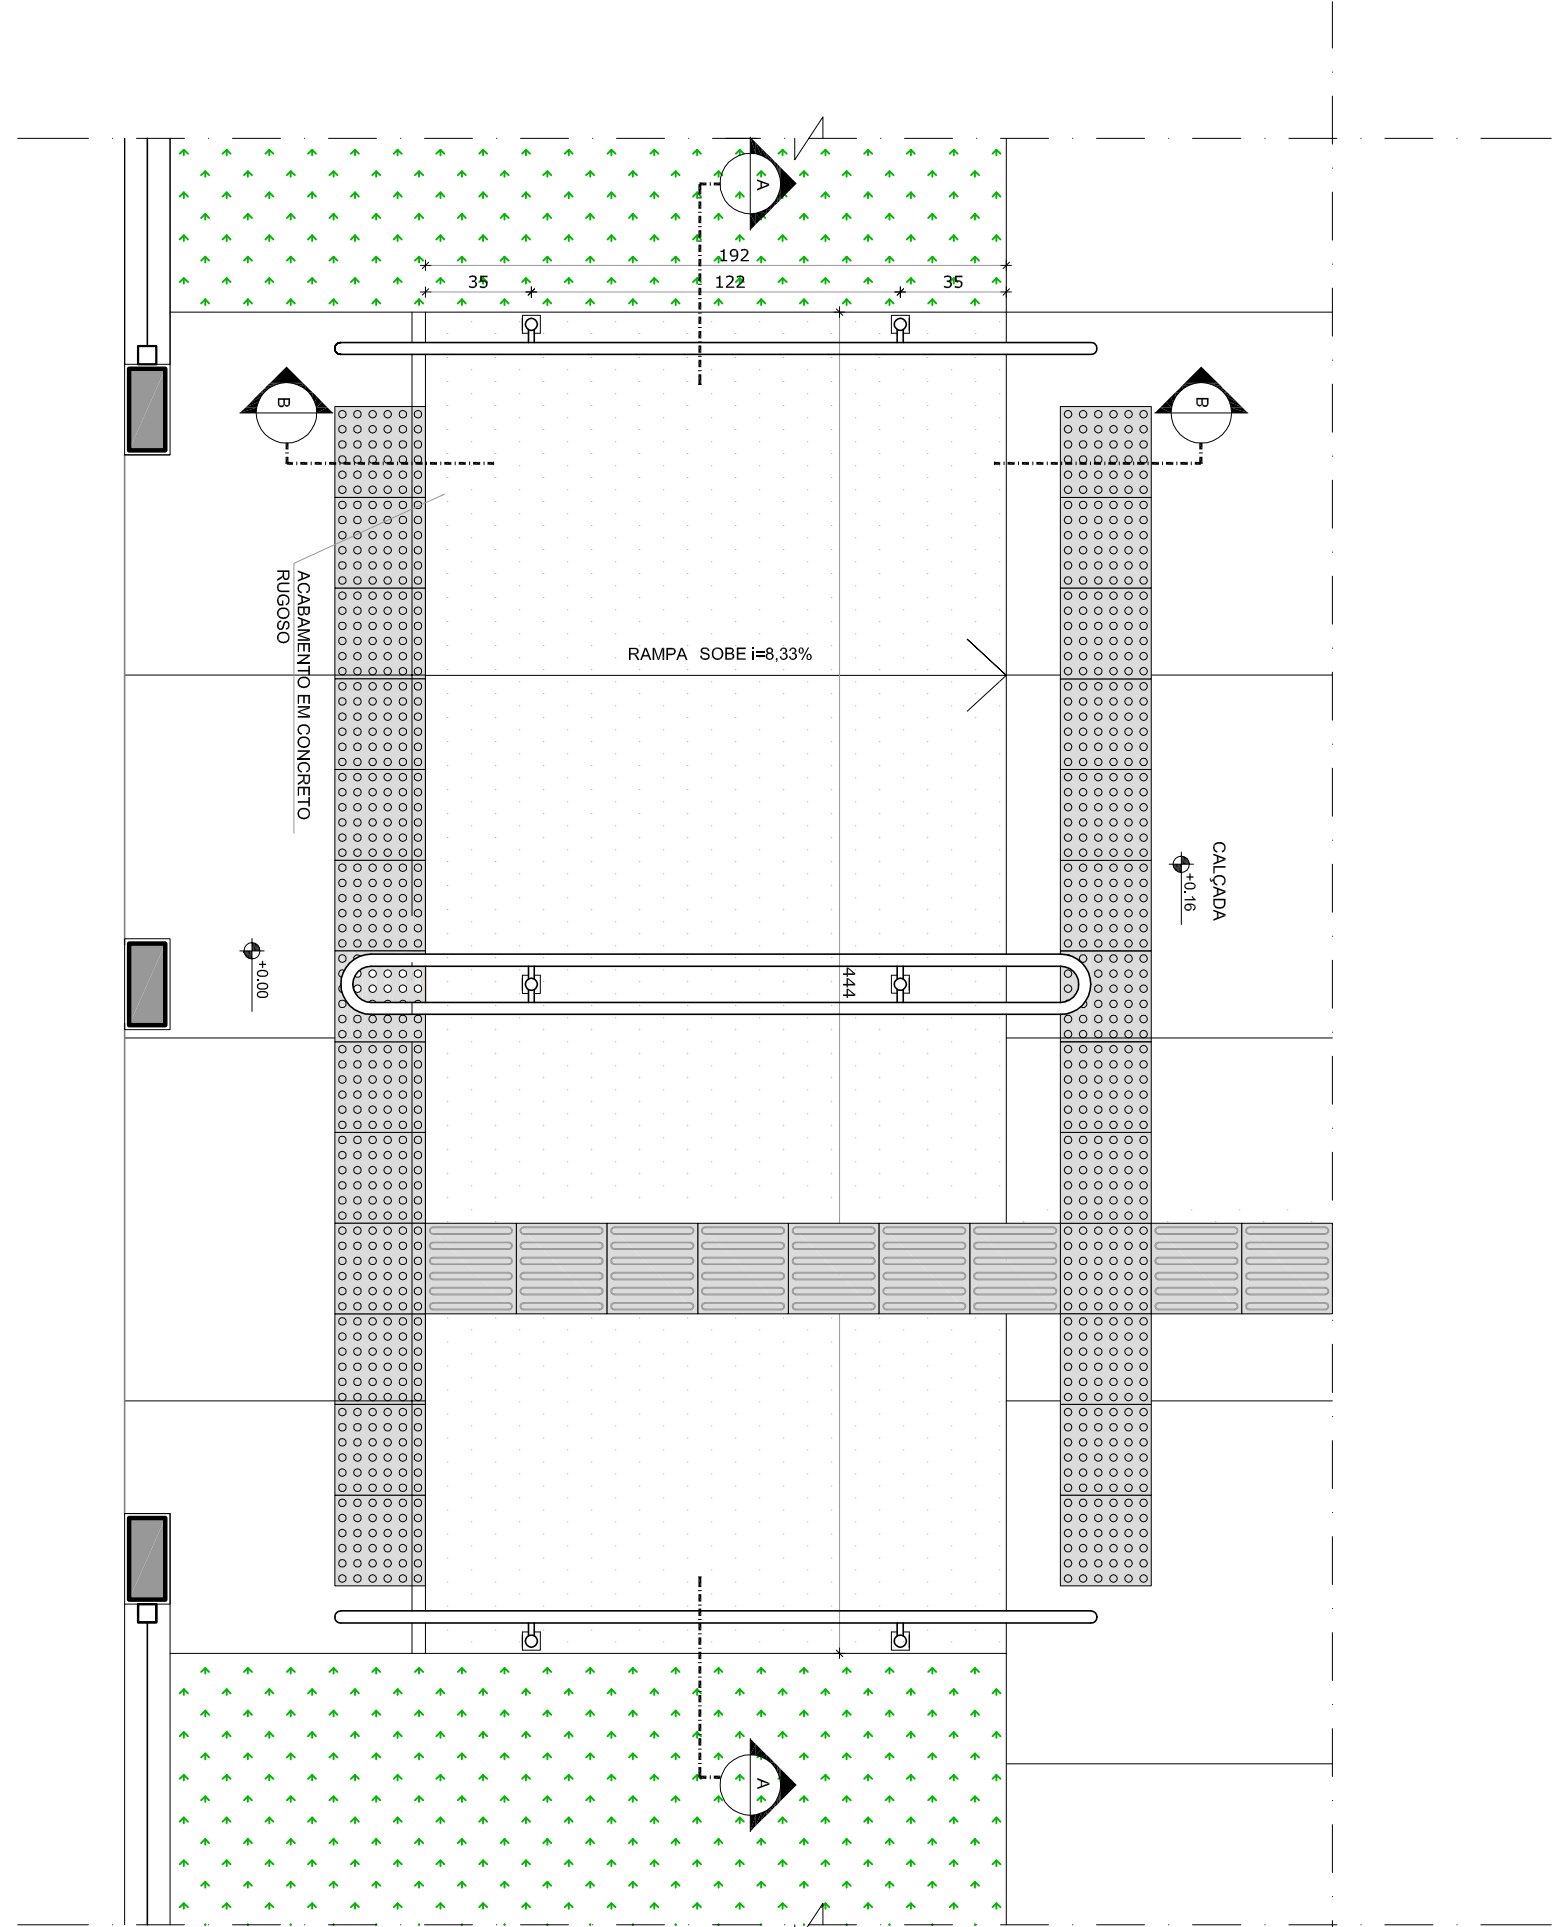 A
192
35
122
35
B
B
ACABAMENTO EM CONCRETO
RUGOSO
RAMPA SOBE i=8,33%
CALÇADA
+0.16
+0.00
444
A